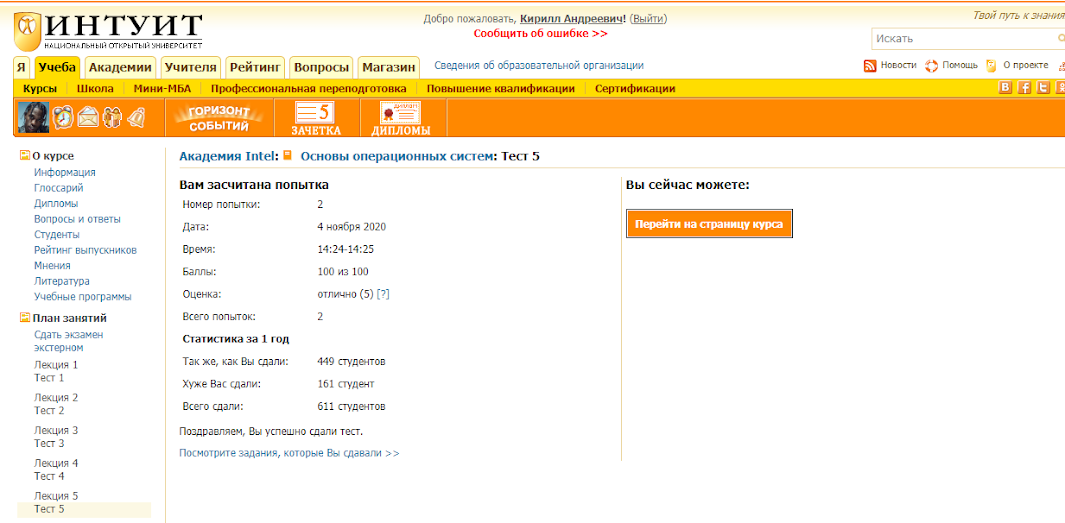 ИНТУИТ
НАЦИОНАЛЬНЫЙ ОТКРЫТЫЙ УНИВЕРСИТЕТ
Добро пожаловать, Кирилл Андреевич! (Выйти)
Сообщить об ошибке >>
Твой путь к знания
Искать
Я Учеба Академии Учителя Рейтинг Вопросы Магазин Сведения об образовательной организации
Новости Помощь О проекте
Курсы Школа Мини-МБА Профессиональная переподготовка Повышение квалификации Сертификации
ГОРИЗОНТ
СОБЫТИЙ
5
ЗАЧЕТКА
ДИПЛОМ
ДИПЛОМЫ
О курсе
Информация
Глоссарий
Дипломы
Вопросы и ответы
Студенты
Рейтинг выпускников
Мнения
Литература
Учебные программы
План занятий
Сдать экзамен
экстерном
Лекция 1
Тест 1
Лекция 2
Тест 2
Лекция 3
Тест 3
Лекция 4
Тест 4
Лекция 5
Тест 5
Академия Intel: Основы операционных систем: Тест 5
Вам засчитана попытка
Номер попытки: 2
Дата: 4 ноября 2020
Время: 14:24-14:25
Баллы: 100 из 100
Оценка: отлично (5) [?]
Всего попыток: 2
Статистика за 1 год
Так же, как Вы сдали: 449 студентов
Хуже Вас сдали: 161 студент
Всего сдали: 611 студентов
Поздравляем, Вы успешно сдали тест.
Посмотрите задания, которые Вы сдавали >>
Вы сейчас можете:
Перейти на страницу курса